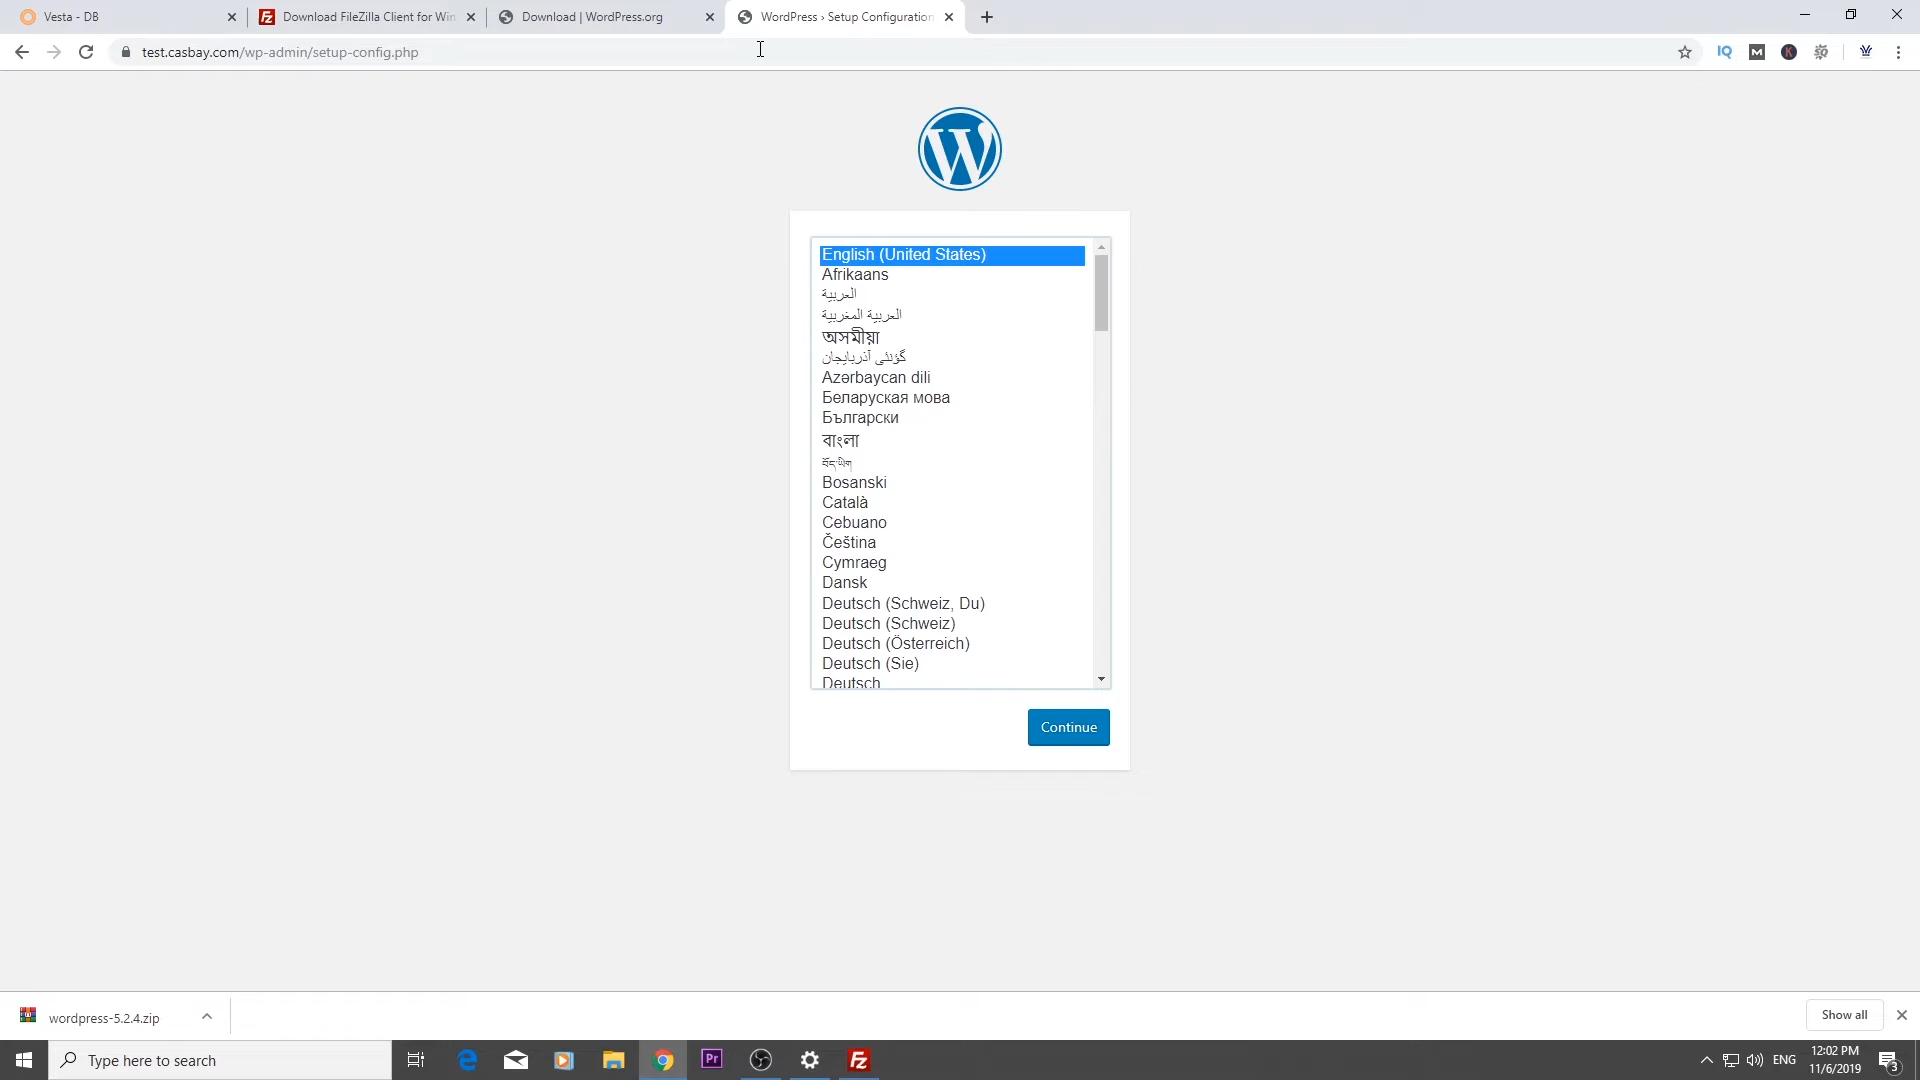 Vesta - DB
Download FileZilla Client for Win
Download | WordPress.org
WordPress › Setup Configuration
test.casbay.com/wp-admin/setup-config.php
English (United States)
Afrikaans
العربية
العربية المغربية
অসমীয়া
گؤنئی آذربایجان
Azərbaycan dili
Беларуская мова
Български
বাংলা
བོད་ཡིག
Bosanski
Català
Cebuano
Čeština
Cymraeg
Dansk
Deutsch (Schweiz, Du)
Deutsch (Schweiz)
Deutsch (Österreich)
Deutsch (Sie)
Deutsch
Continue
wordpress-5.2.4.zip
Show all
Type here to search
ENG
12:02 PM
11/6/2019
3